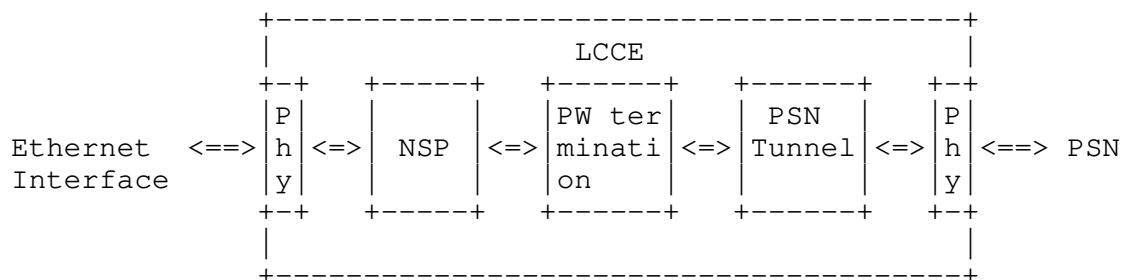 +---------------------------------------+
|                 LCCE                  |
+-+   +-----+   +------+   +------+   +-+
|P|   |     |   |PW ter|   | PSN  |   |P|
Ethernet <==>|h|<=>| NSP |<=>|minati|<=>|Tunnel|<=>|h|<==> PSN
Interface |y|   |     |   |on    |   |      |   |y|
+-+   +-----+   +------+   +------+   +-+
|                                       |
+---------------------------------------+